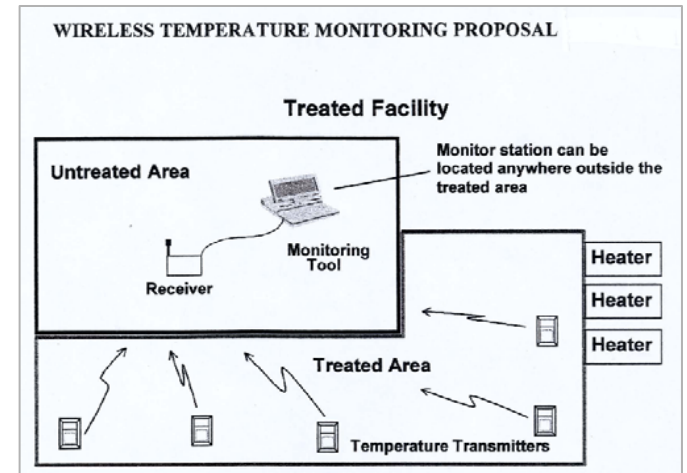 WIRELESS TEMPERATURE MONITORING PROPOSAL
Treated Facility
Untreated Area
Monitor station can be
located anywhere outside the
treated area
Monitoring
Tool
Receiver
Heater
Heater
Heater
Treated Area
Temperature Transmitters